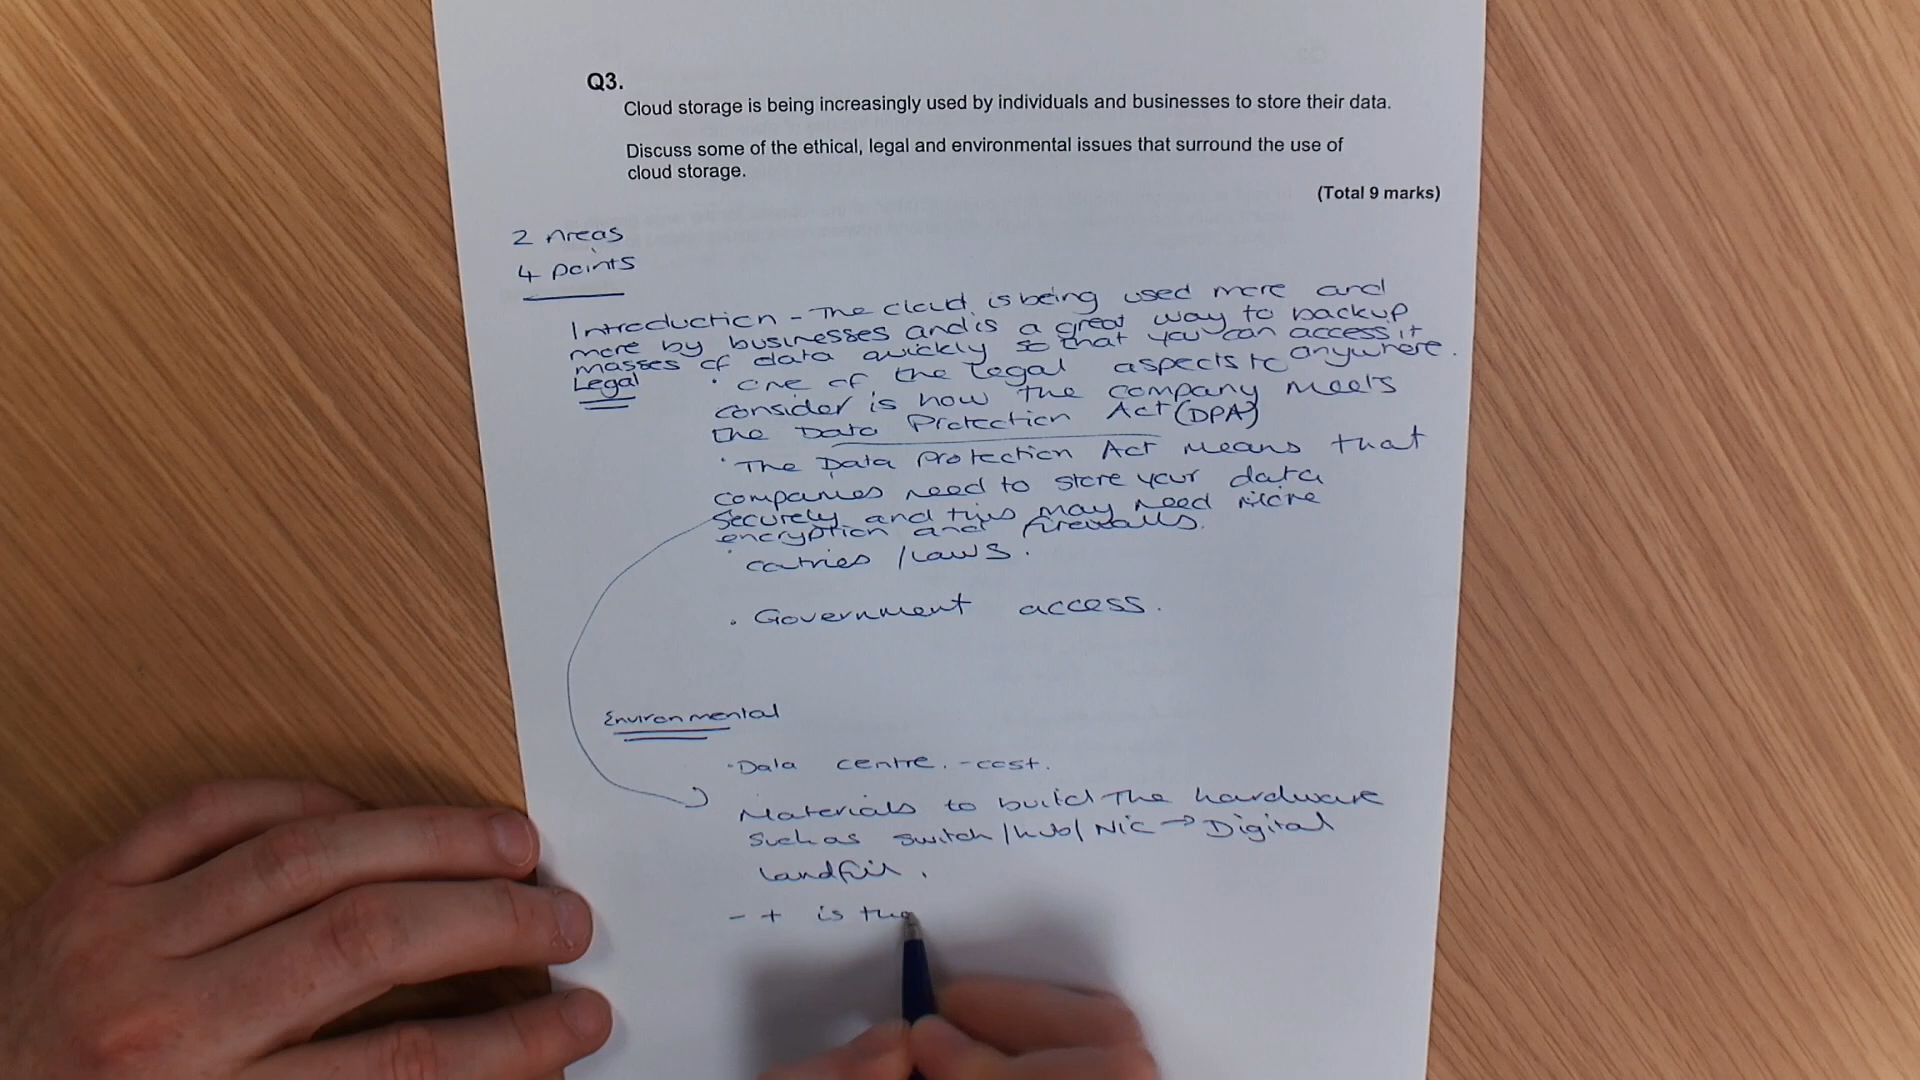 Q3.
Cloud storage is being increasingly used by individuals and businesses to store their data.
Discuss some of the ethical, legal and environmental issues that surround the use of
cloud storage.
(Total 9 marks)
2 Areas
4 points
Introduction - The cloud is being used more and
more by businesses and is a great way to backup
masses of data quickly so that you can access it
anywhere.
Legal
· one of the legal aspects to
consider is how the company meets
the Data Protection Act (DPA)
· The Data Protection Act means that
companies need to store your data
securely and this may need more
encryption and firewalls.
· contries / Laws.
· Government access.
Environmental
· Data centre. - cost.
Materials to build The hardware
such as switch / hub / NIC → Digital
landfill.
- + is